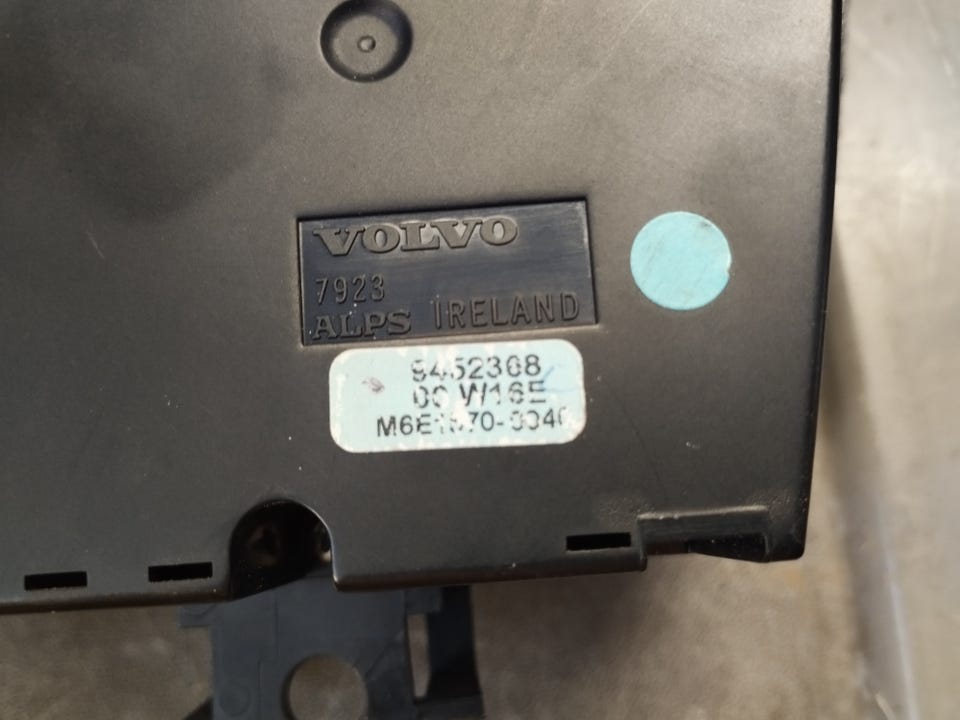 VOLVO
7923
ALPS IRELAND
9452368
00 W16E